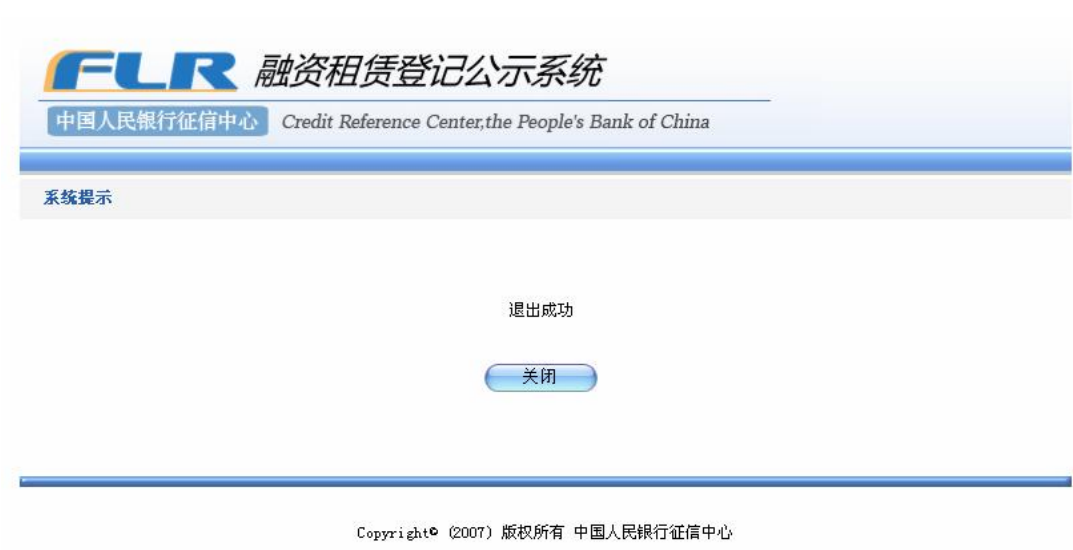 FLR 融资租赁登记公示系统
中国人民银行征信中心 Credit Reference Center,the People's Bank of China
系统提示
退出成功
关闭
Copyright© (2007) 版权所有 中国人民银行征信中心